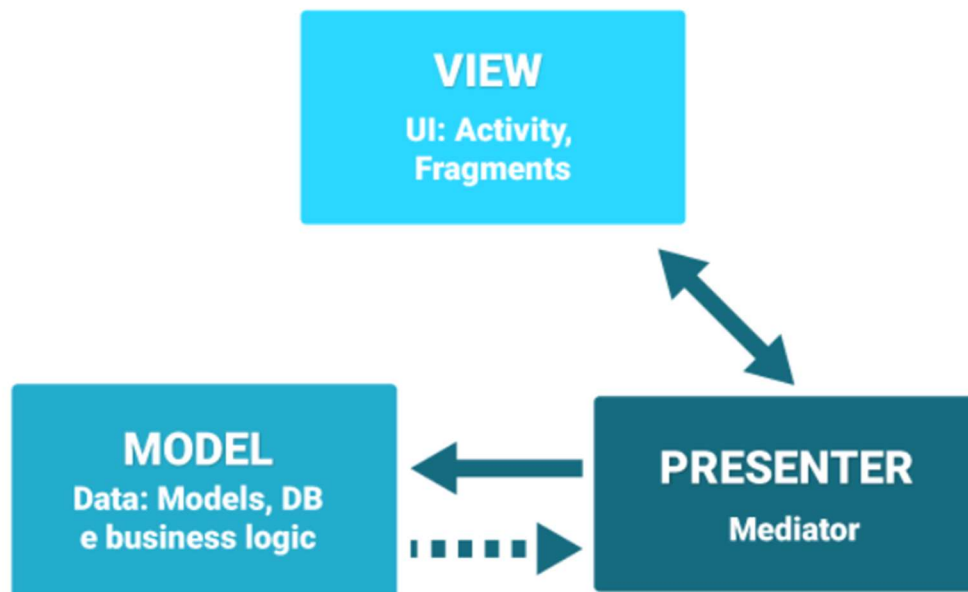 VIEW
UI: Activity,
Fragments
MODEL
Data: Models, DB
e business logic
PRESENTER
Mediator